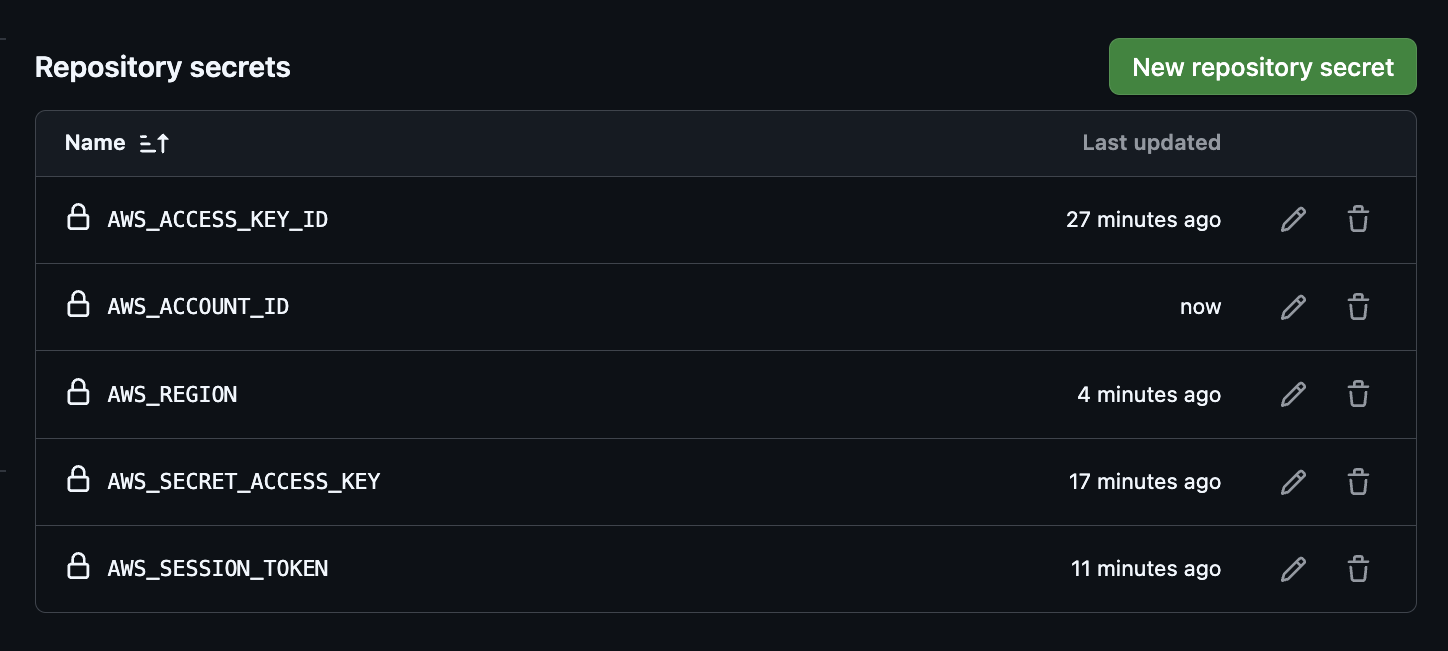 Repository secrets
New repository secret
Name
Last updated
AWS_ACCESS_KEY_ID 27 minutes ago
AWS_ACCOUNT_ID now
AWS_REGION 4 minutes ago
AWS_SECRET_ACCESS_KEY 17 minutes ago
AWS_SESSION_TOKEN 11 minutes ago